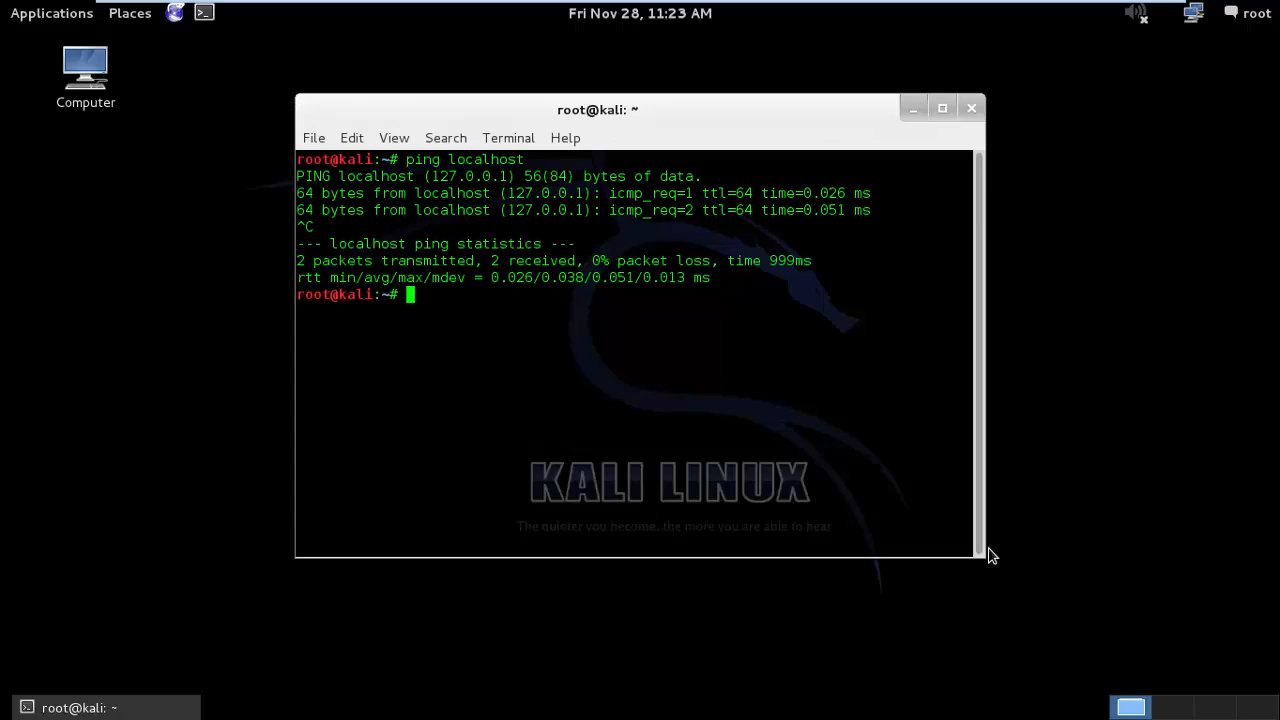 Applications Places Fri Nov 28, 11:23 AM root
Computer
root@kali: ~
File Edit View Search Terminal Help
root@kali:~# ping localhost
PING localhost (127.0.0.1) 56(84) bytes of data.
64 bytes from localhost (127.0.0.1): icmp_req=1 ttl=64 time=0.026 ms
64 bytes from localhost (127.0.0.1): icmp_req=2 ttl=64 time=0.051 ms
^C
--- localhost ping statistics ---
2 packets transmitted, 2 received, 0% packet loss, time 999ms
rtt min/avg/max/mdev = 0.026/0.038/0.051/0.013 ms
root@kali:~#
KALI LINUX
The quieter you become...the more you are able to hear
root@kali: ~